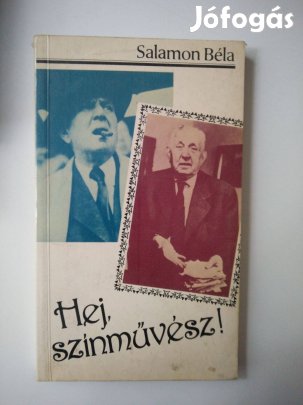 Jófogás
Salamon Béla
Hej,
szinművész!